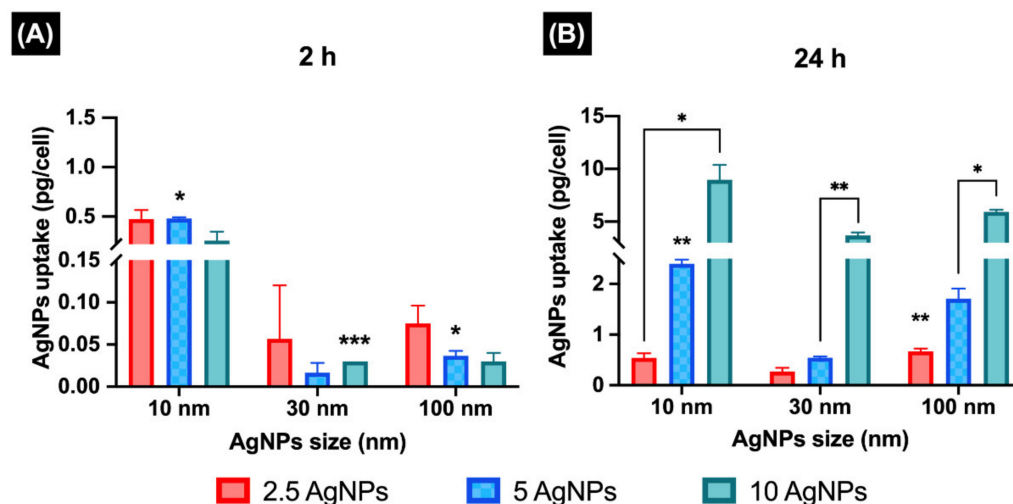 (A)
2 h
AgNPs uptake (pg/cell)
1.5
1.0
0.5
0.15
0.10
0.05
0.00
*
***
*
10 nm
30 nm
100 nm
AgNPs size (nm)
(B)
24 h
AgNPs uptake (pg/cell)
15
10
5
2
1
0
*
**
**
**
*
10 nm
30 nm
100 nm
AgNPs size (nm)
2.5 AgNPs
5 AgNPs
10 AgNPs